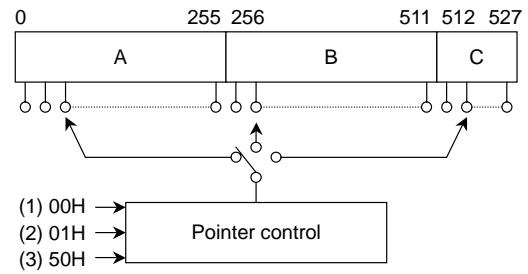 0 255 256 511 512 527
A B C
(1) 00H
(2) 01H Pointer control
(3) 50H